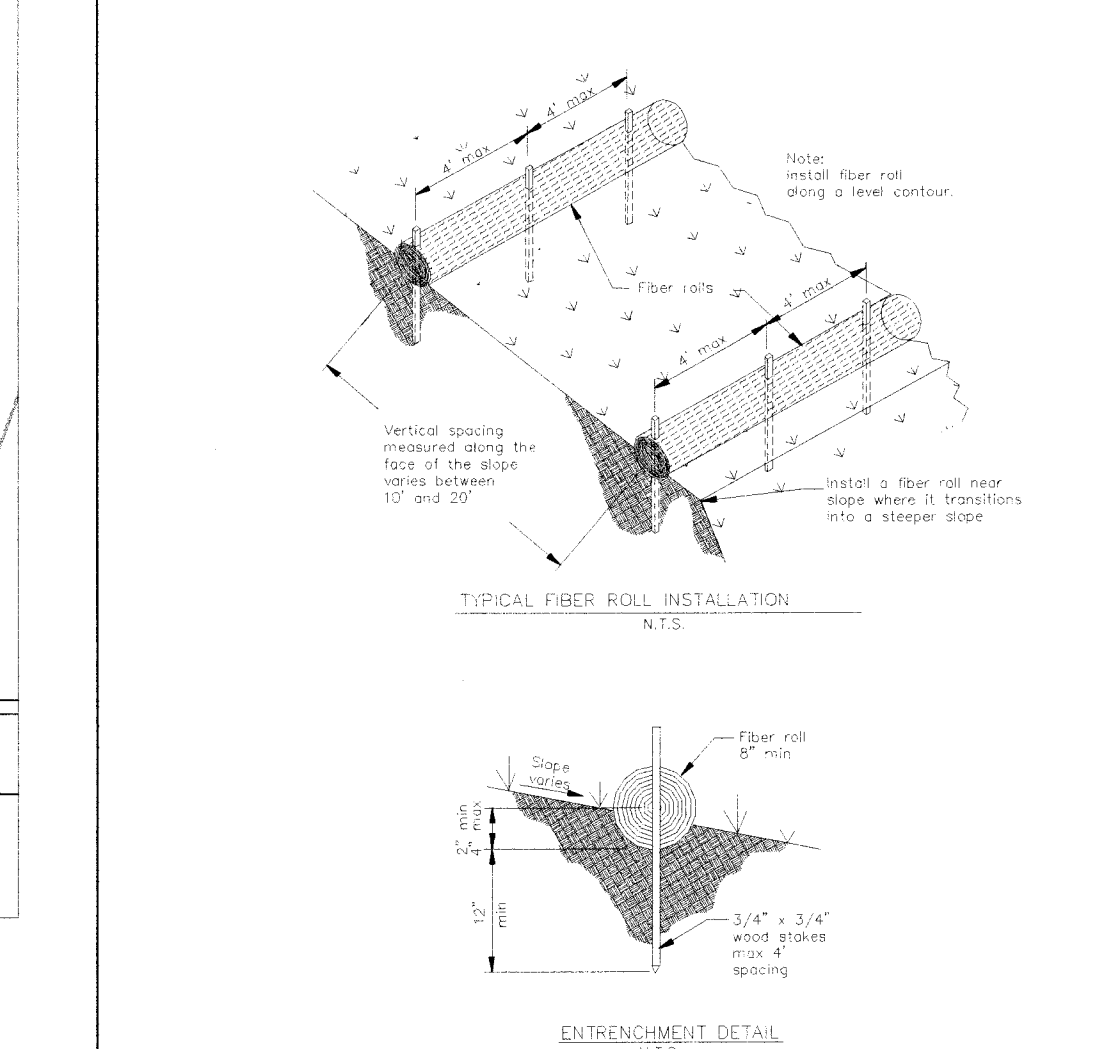 4' max
4' max
Note:
install fiber roll
along a level contour.
Fiber rolls
4' max
4' max
Vertical spacing
measured along the
face of the slope
varies between
10' and 20'
Install a fiber roll near
slope where it transitions
into a steeper slope
TYPICAL FIBER ROLL INSTALLATION
N.T.S.
Fiber roll
8" min
Slope
varies
2" min
4" max
12"
min
3/4" x 3/4"
wood stakes
max 4'
spacing
ENTRENCHMENT DETAIL
N.T.S.